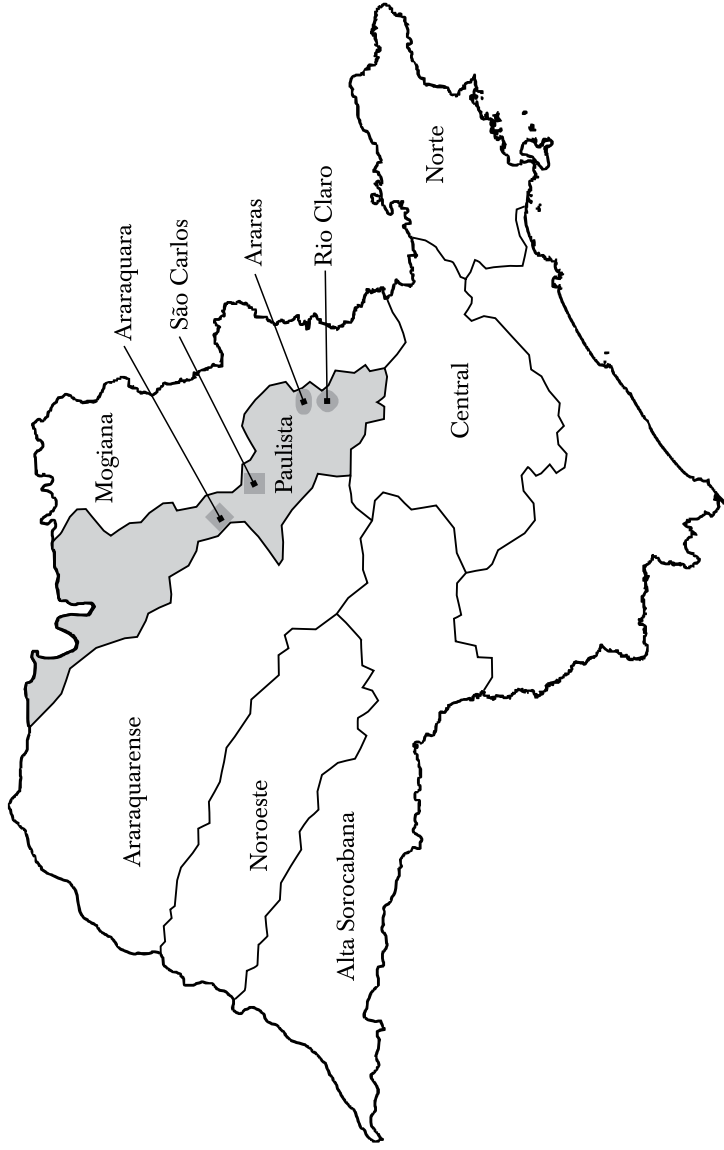 Mogiana
Araraquara
São Carlos
Araras
Rio Claro
Paulista
Norte
Central
Araraquarense
Noroeste
Alta Sorocabana